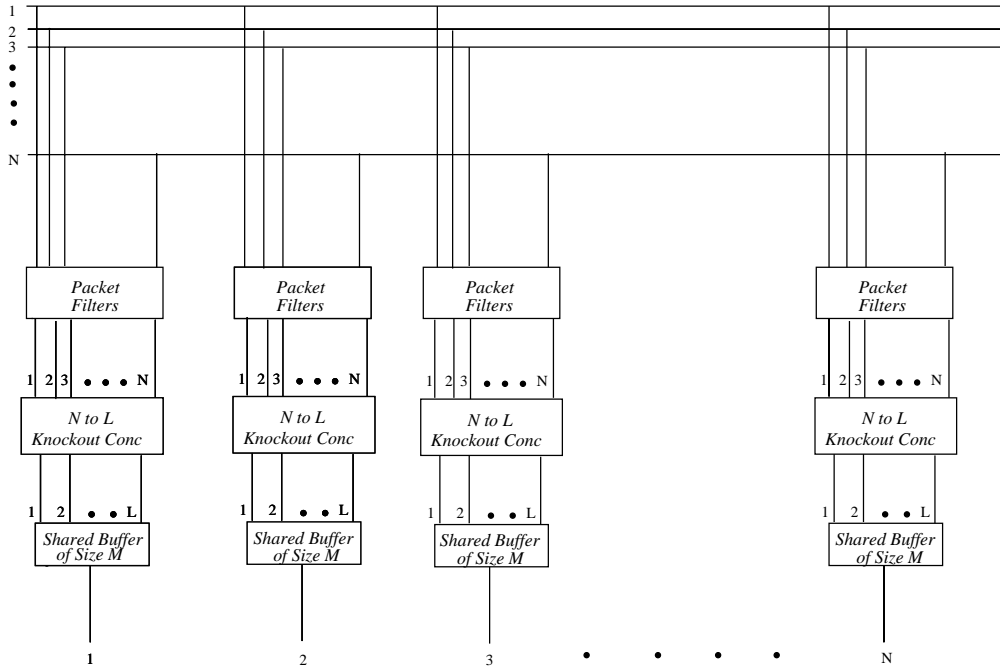 1
2
3
N
Packet Filters
Packet Filters
Packet Filters
Packet Filters
1 2 3 • • • N
1 2 3 • • • N
1 2 3 • • • N
1 2 3 • • • N
N to L
Knockout Conc
N to L
Knockout Conc
N to L
Knockout Conc
N to L
Knockout Conc
1 2 • • L
1 2 • • L
1 2 • • L
1 2 • • L
Shared Buffer
of Size M
Shared Buffer
of Size M
Shared Buffer
of Size M
Shared Buffer
of Size M
1 2 3 • • • • N